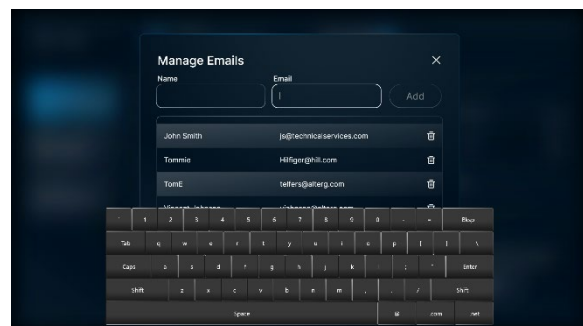 Manage Emails
Name Email
Add
John Smith js@technicalservices.com
Tommie Hilfiger@hill.com
TomE telfers@alterg.com
` 1 2 3 4 5 6 7 8 9 0 - = Bksp
Tab q w e r t y u i o p [ ] \
Caps a s d f g h j k l ; ' Enter
Shift z x c v b n m , . / Shift
Space @ .com .net